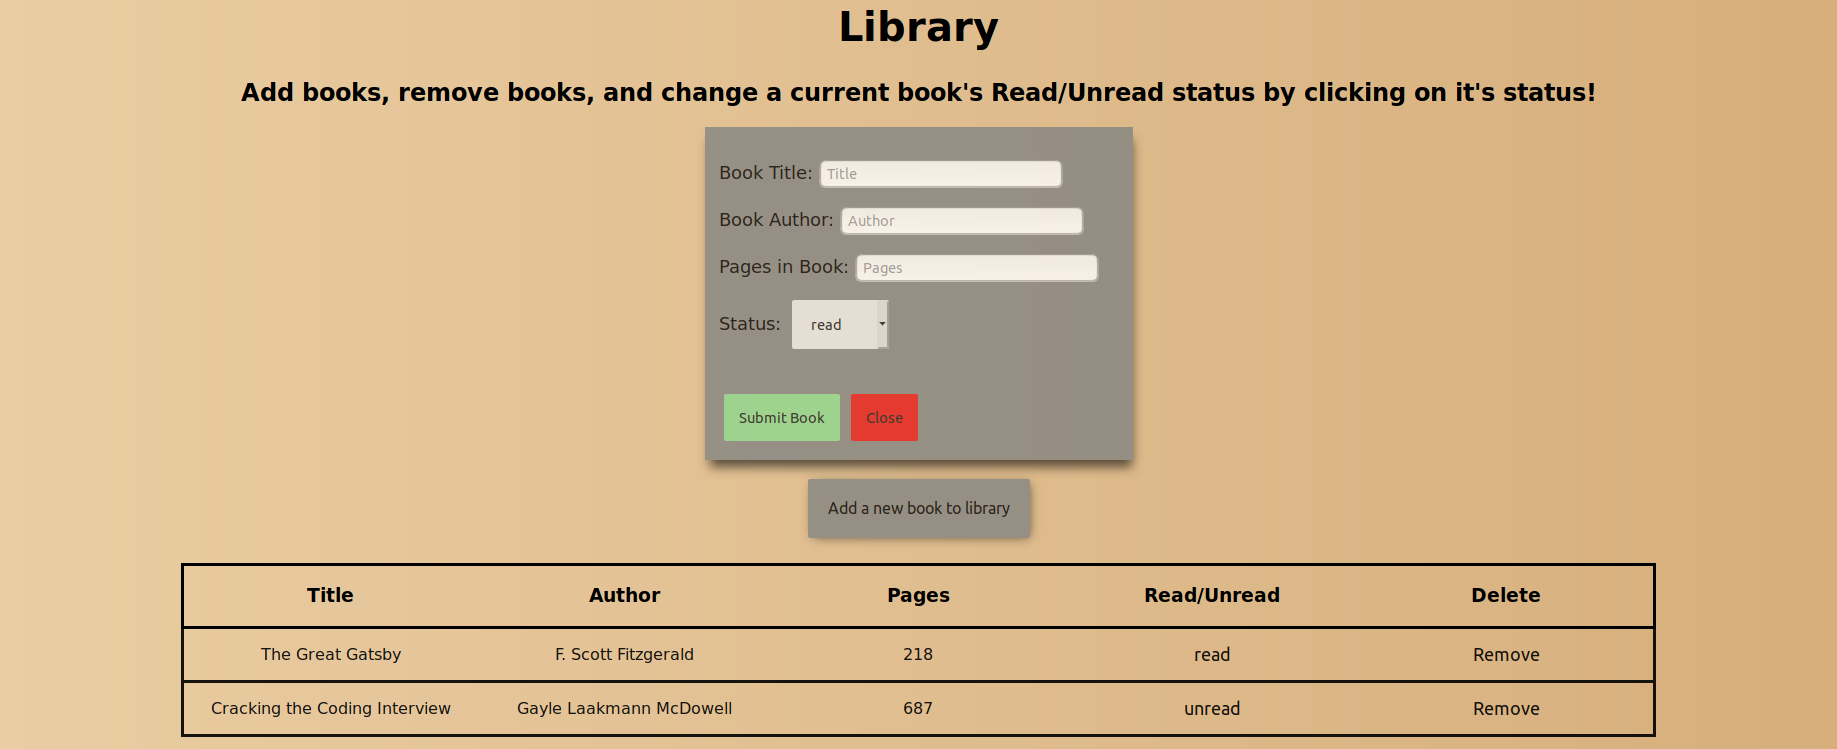 Library
Add books, remove books, and change a current book's Read/Unread status by clicking on it's status!
Book Title: Title
Book Author: Author
Pages in Book: Pages
Status: read
Submit Book Close
Add a new book to library
Title Author Pages Read/Unread Delete
The Great Gatsby F. Scott Fitzgerald 218 read Remove
Cracking the Coding Interview Gayle Laakmann McDowell 687 unread Remove